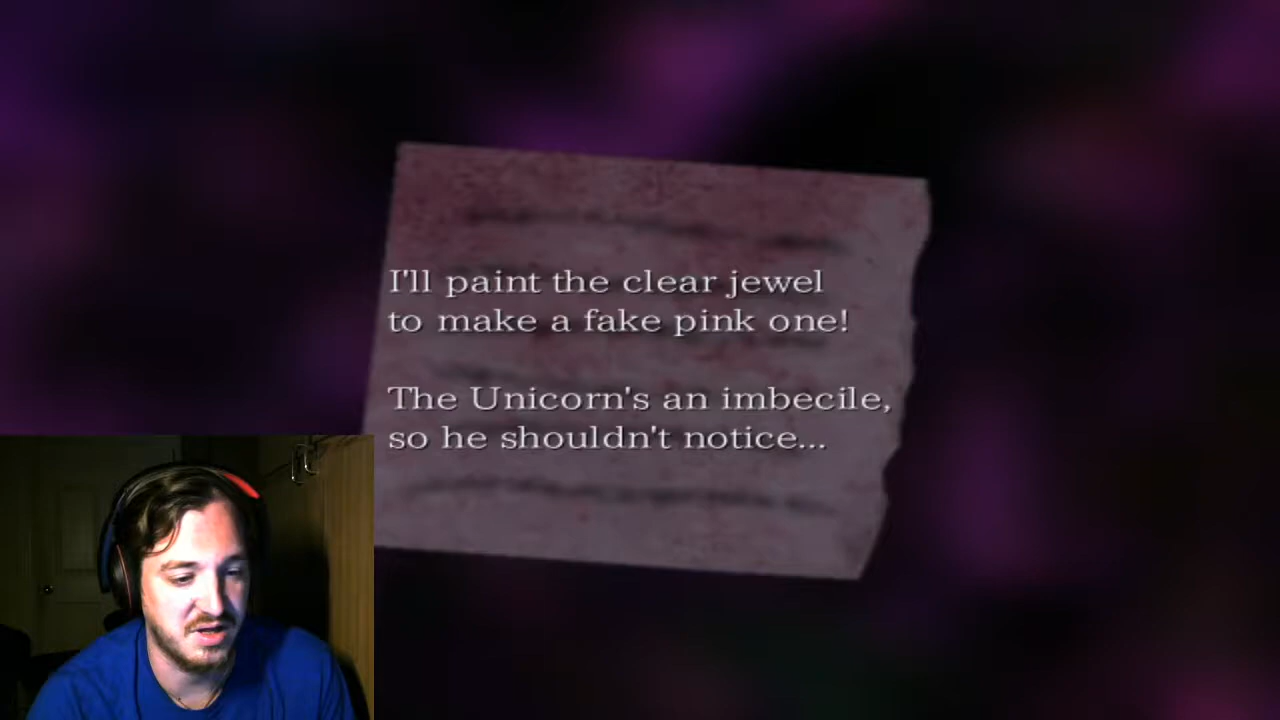 I'll paint the clear jewel
to make a fake pink one!
The Unicorn's an imbecile,
so he shouldn't notice...